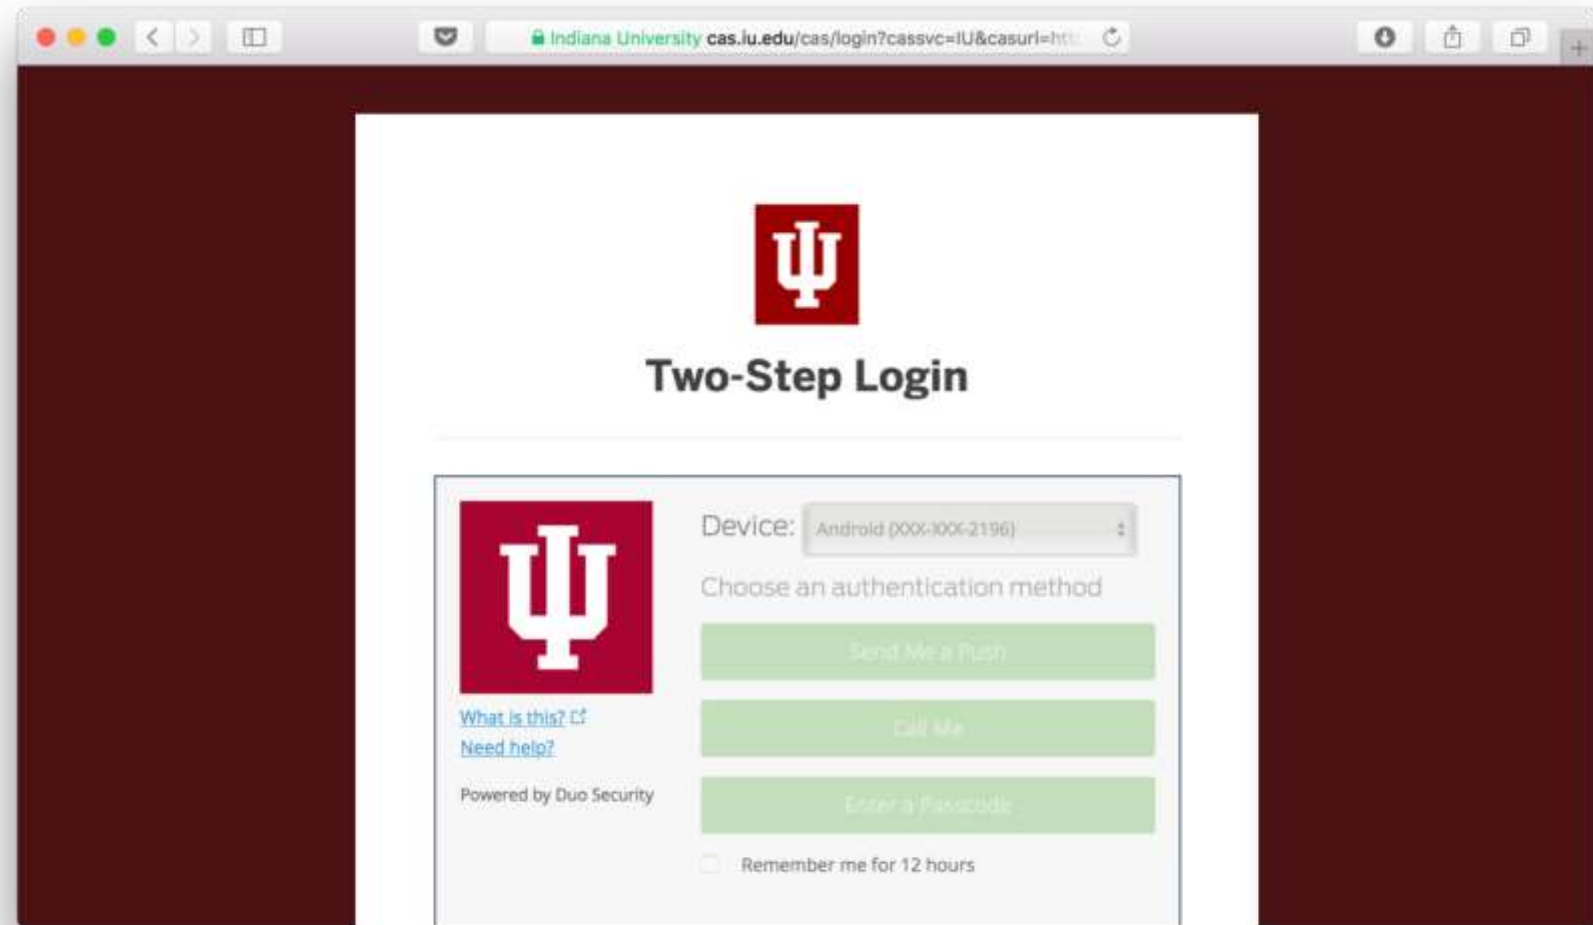 Indiana University cas.iu.edu/cas/login?cassvc=IU&casurl=htt
Two-Step Login
Device: Android (XXX-XXX-2196)
Choose an authentication method
Send Me a Push
Call Me
Enter a Passcode
Remember me for 12 hours
What is this?
Need help?
Powered by Duo Security